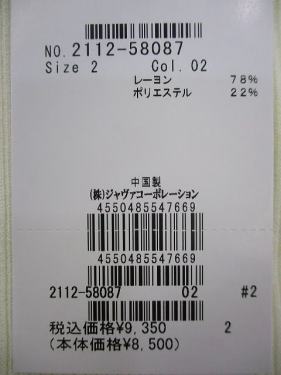 NO. 2112-58087
Size 2 Col. 02
レーヨン 78%
ポリエステル 22%
中国製
(株)ジャヴァコーポレーション
4550485547669
4550485547669
2112-58087 02 #2
税込価格¥9,350 2
(本体価格¥8,500)